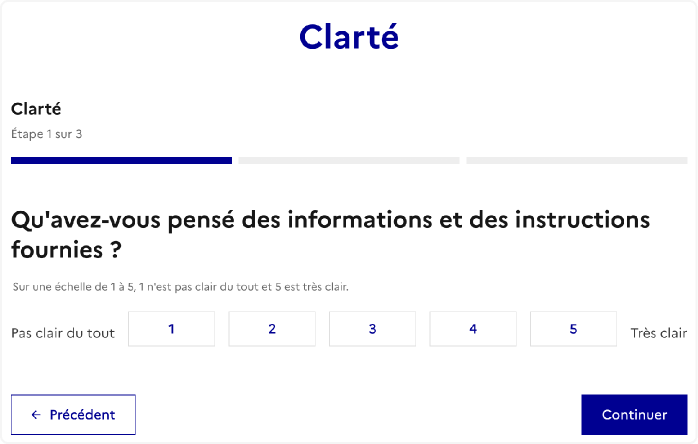 Clarté
Clarté
Étape 1 sur 3
Qu'avez-vous pensé des informations et des instructions
fournies ?
Sur une échelle de 1 à 5, 1 n'est pas clair du tout et 5 est très clair.
Pas clair du tout 1 2 3 4 5 Très clair
← Précédent Continuer